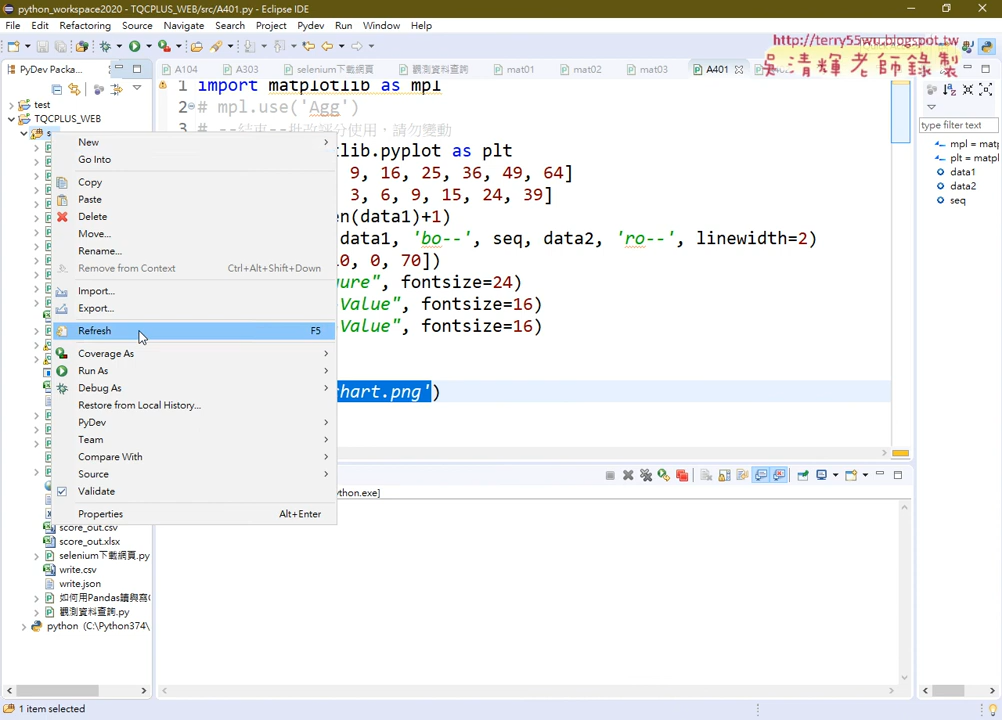 python_workspace2020 - TQCPLUS_WEB/src/A401.py - Eclipse IDE
File Edit Refactoring Source Navigate Search Project Pydev Run Window Help
http://terry55wu.blogspot.tw
吳清輝老師錄製
PyDev Packa...
A104 A303 selenium下載網頁 觀測資料查詢 mat01 mat02 mat03 A401
test
TQCPLUS_WEB
1 import matplotlib as mpl
2 # mpl.use('Agg')
3 # --結束--批改評分使用，請勿變動
tlib.pyplot as plt
9, 16, 25, 36, 49, 64]
3, 6, 9, 15, 24, 39]
en(data1)+1)
data1, 'bo--', seq, data2, 'ro--', linewidth=2)
10, 0, 70])
ure", fontsize=24)
Value", fontsize=16)
Value", fontsize=16)
hart.png')
New
Go Into
Copy
Paste
Delete
Move...
Rename...
Remove from Context Ctrl+Alt+Shift+Down
Import...
Export...
Refresh F5
Coverage As
Run As
Debug As
Restore from Local History...
PyDev
Team
Compare With
Source
Validate
Properties Alt+Enter
type filter text
mpl = matp
plt = matpl
data1
data2
seq
ython.exe]
score_out.csv
score_out.xlsx
selenium下載網頁.py
write.csv
write.json
如何用Pandas讀與寫C
觀測資料查詢.py
python (C:\Python374\
1 item selected